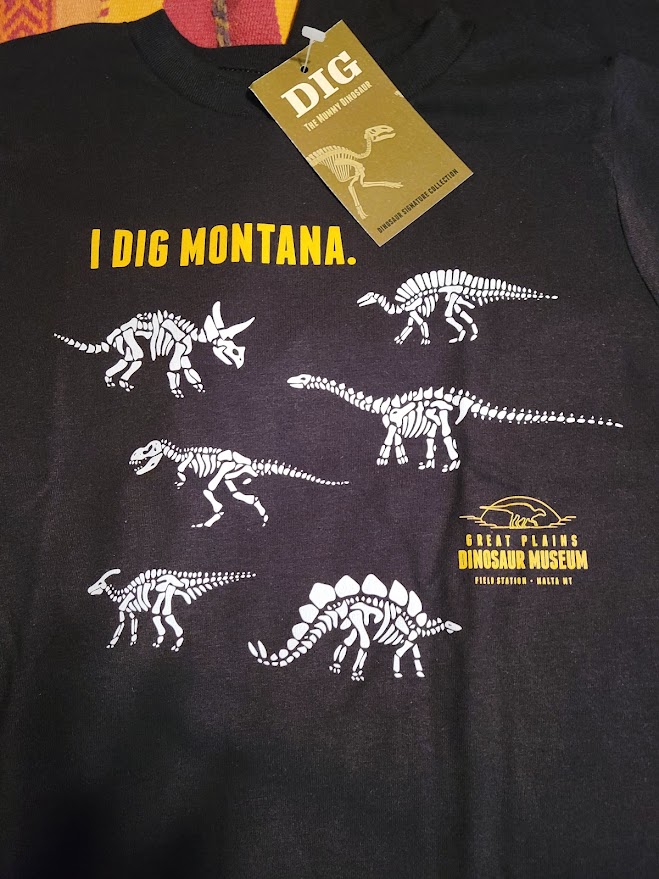 DIG
THE MUMMY DINOSAUR
DINOSAUR SIGNATURE COLLECTION
I DIG MONTANA.
GREAT PLAINS
DINOSAUR MUSEUM
FIELD STATION • MALTA MT